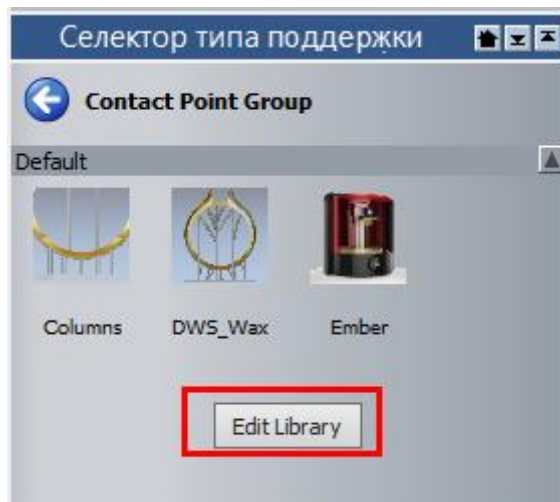 Селектор типа поддержки
Contact Point Group
Default
Columns DWS_Wax Ember
Edit Library